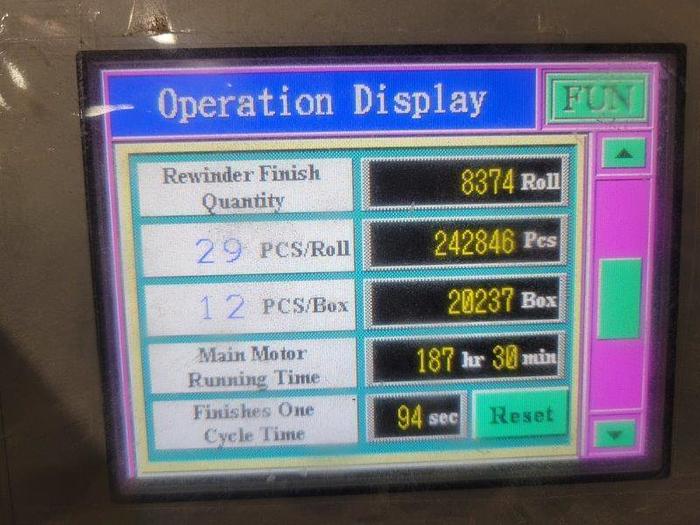 Operation Display FUN
Rewinder Finish
Quantity
8374 Roll
29 PCS/Roll 242846 Pcs
12 PCS/Box 20237 Box
Main Motor
Running Time
187 hr 30 min
Finishes One
Cycle Time
94 sec Reset